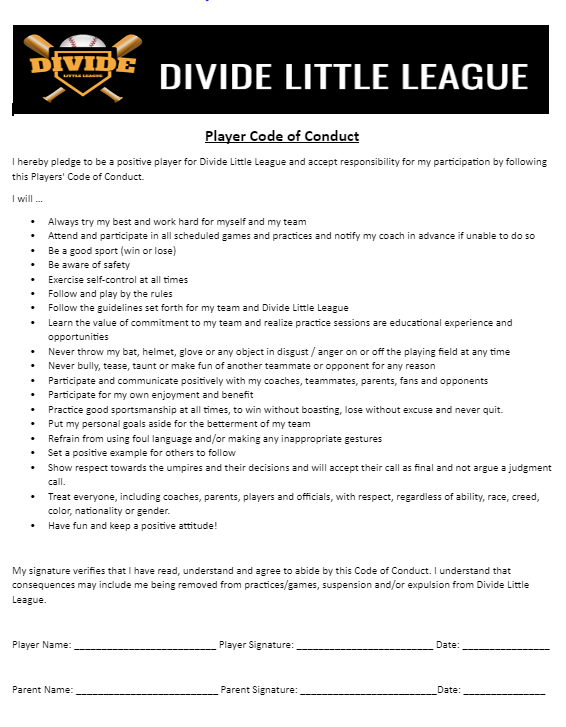 DIVIDE
LITTLE LEAGUE
DIVIDE LITTLE LEAGUE
Player Code of Conduct
I hereby pledge to be a positive player for Divide Little League and accept responsibility for my participation by following
this Players' Code of Conduct.
I will ...
• Always try my best and work hard for myself and my team
• Attend and participate in all scheduled games and practices and notify my coach in advance if unable to do so
• Be a good sport (win or lose)
• Be aware of safety
• Exercise self-control at all times
• Follow and play by the rules
• Follow the guidelines set forth for my team and Divide Little League
• Learn the value of commitment to my team and realize practice sessions are educational experience and
opportunities
• Never throw my bat, helmet, glove or any object in disgust / anger on or off the playing field at any time
• Never bully, tease, taunt or make fun of another teammate or opponent for any reason
• Participate and communicate positively with my coaches, teammates, parents, fans and opponents
• Participate for my own enjoyment and benefit
• Practice good sportsmanship at all times, to win without boasting, lose without excuse and never quit.
• Put my personal goals aside for the betterment of my team
• Refrain from using foul language and/or making any inappropriate gestures
• Set a positive example for others to follow
• Show respect towards the umpires and their decisions and will accept their call as final and not argue a judgment
call.
• Treat everyone, including coaches, parents, players and officials, with respect, regardless of ability, race, creed,
color, nationality or gender.
• Have fun and keep a positive attitude!
My signature verifies that I have read, understand and agree to abide by this Code of Conduct. I understand that
consequences may include me being removed from practices/games, suspension and/or expulsion from Divide Little
League.
Player Name: __________________________ Player Signature: _________________________ Date: ________________
Parent Name: __________________________ Parent Signature: _________________________Date: _______________